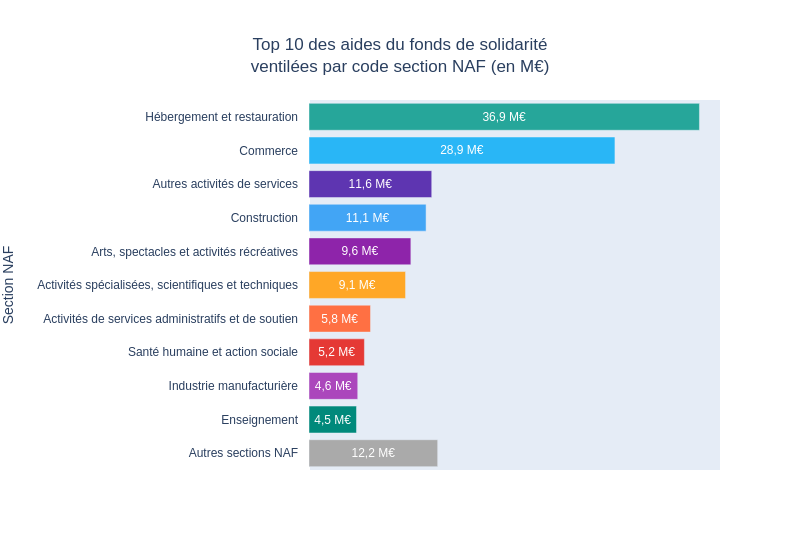 Top 10 des aides du fonds de solidarité
ventilées par code section NAF (en M€)
Section NAF
Hébergement et restauration 36,9 M€
Commerce 28,9 M€
Autres activités de services 11,6 M€
Construction 11,1 M€
Arts, spectacles et activités récréatives 9,6 M€
Activités spécialisées, scientifiques et techniques 9,1 M€
Activités de services administratifs et de soutien 5,8 M€
Santé humaine et action sociale 5,2 M€
Industrie manufacturière 4,6 M€
Enseignement 4,5 M€
Autres sections NAF 12,2 M€